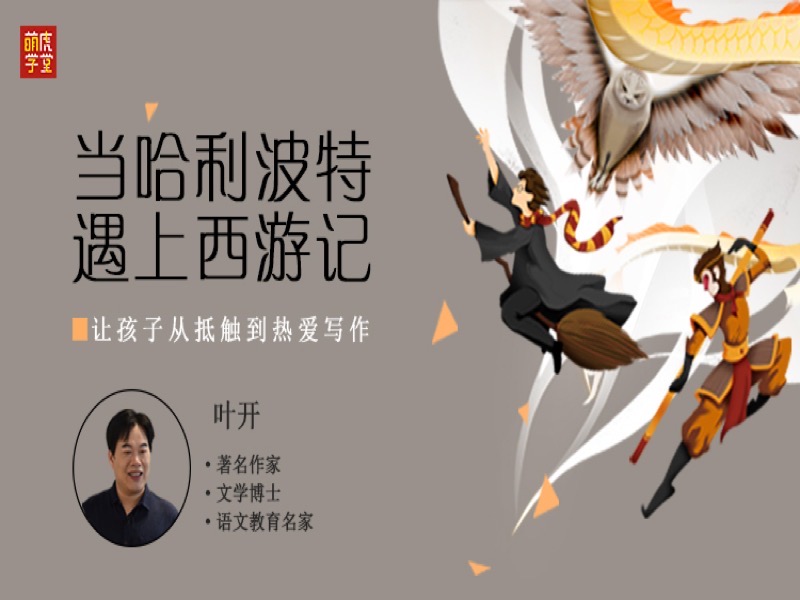 萌虎
学堂
当哈利波特
遇上西游记
让孩子从抵触到热爱写作
叶开
• 著名作家
• 文学博士
• 语文教育名家